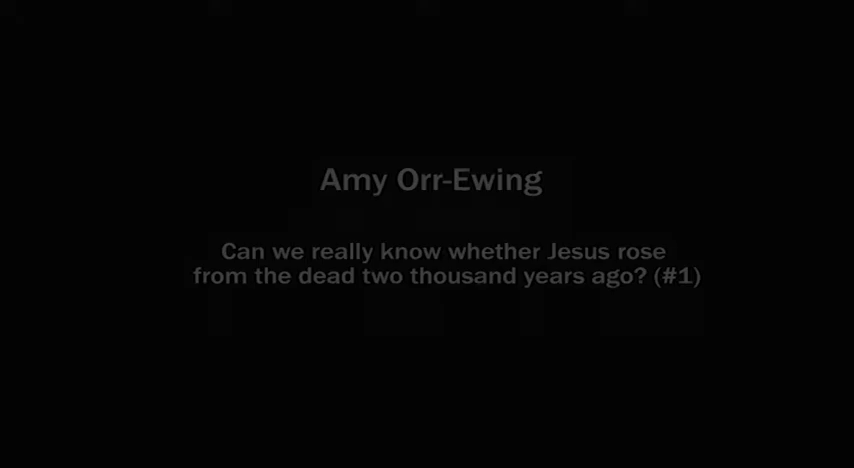 Amy Orr-Ewing
Can we really know whether Jesus rose
from the dead two thousand years ago? (#1)